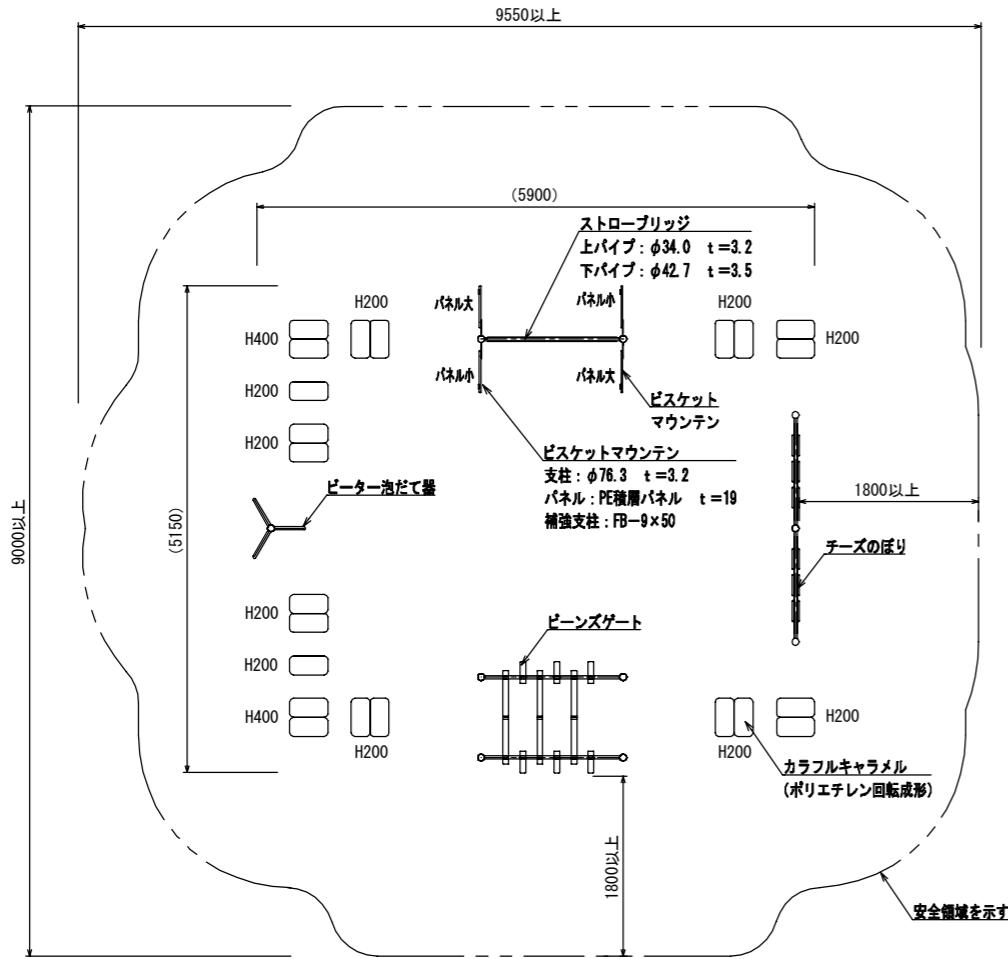 9550以上
(5900)
ストローブリッジ
上パイプ：φ34.0 t=3.2
下パイプ：φ42.7 t=3.5
パネル大
パネル小
H200
H200
H400
H200
パネル小
パネル大
H200
ビスケット
マウンテン
H200
ビスケットマウンテン
支柱：φ76.3 t=3.2
パネル：PE積層パネル t=19
補強支柱：FB-9×50
ビーター泡だて器
1800以上
9000以上
(5150)
チーズのぼり
H200
ビーンズゲート
H200
H400
H200
H200
H200
H200
カラフルキャラメル
(ポリエチレン回転成形)
1800以上
安全領域を示す